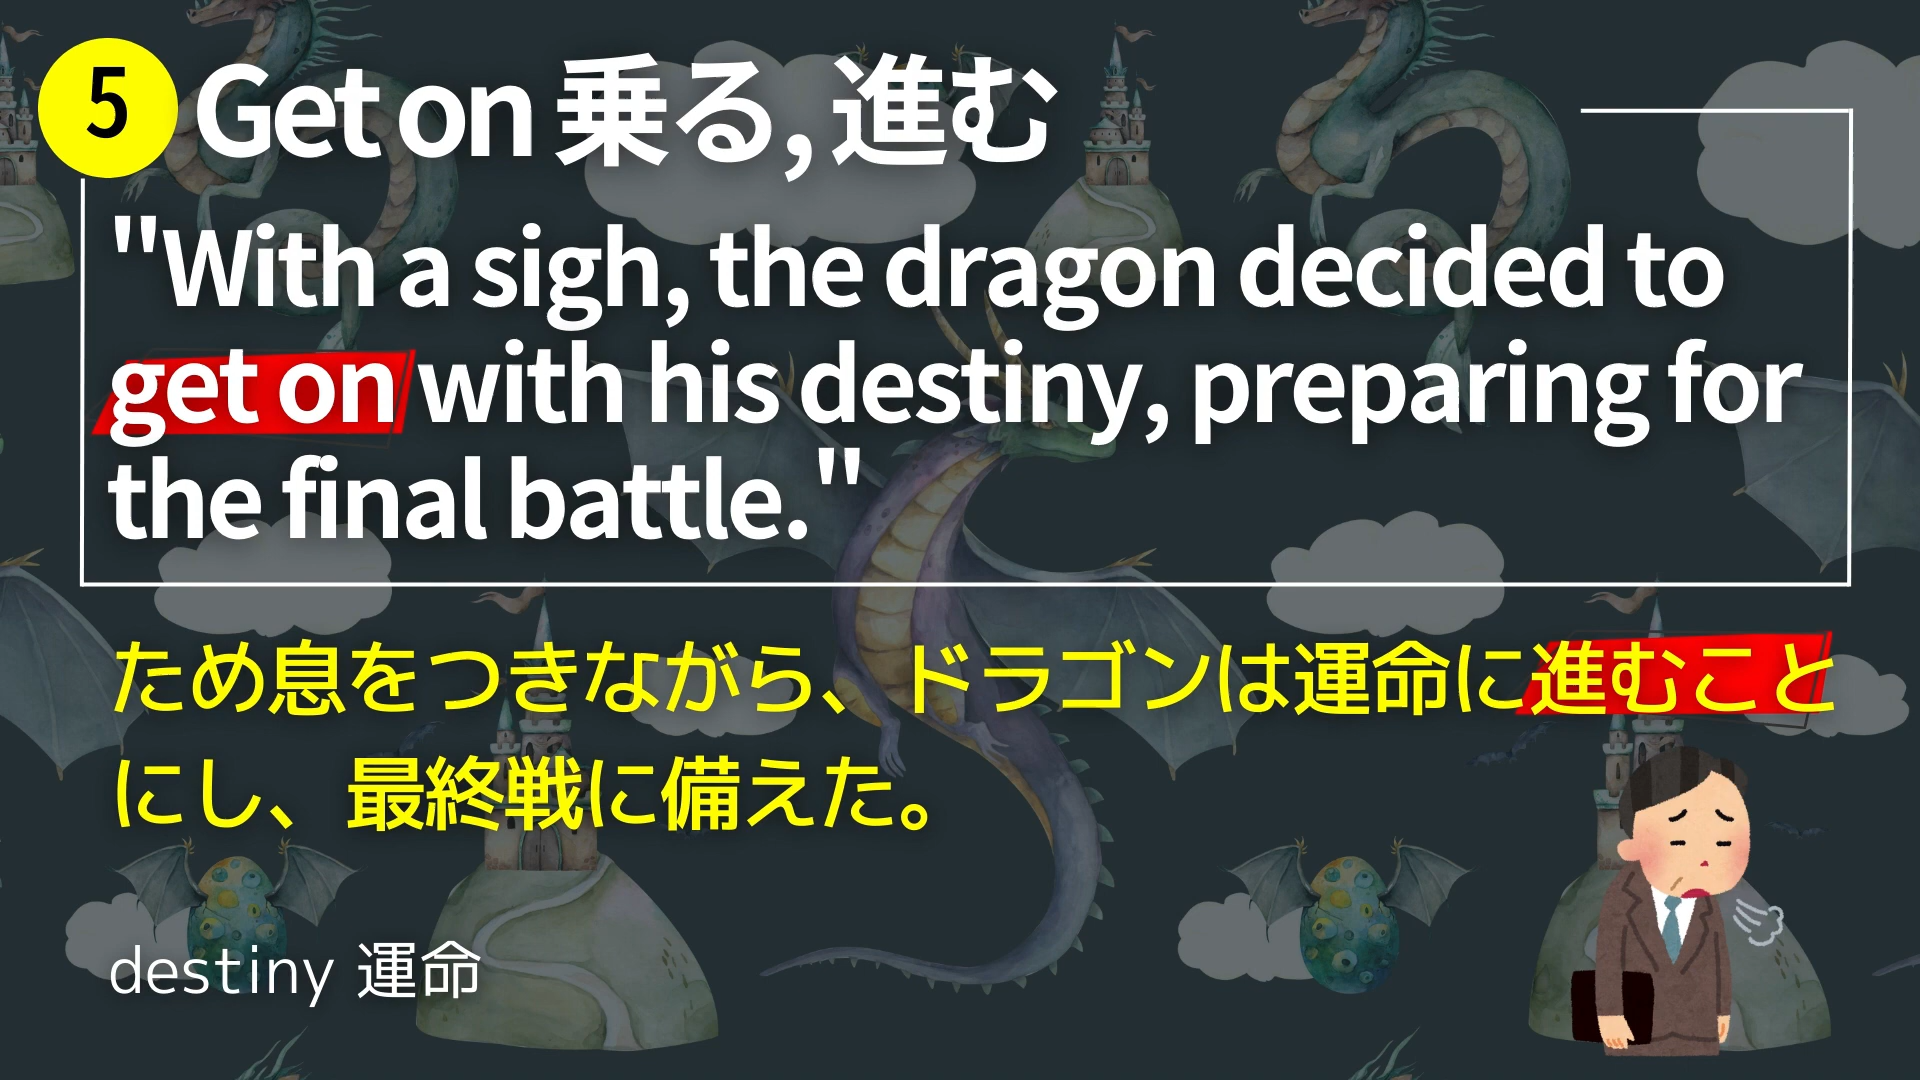 5 Get on 乗る, 進む
"With a sigh, the dragon decided to
get on with his destiny, preparing for
the final battle."
ため息をつきながら、ドラゴンは運命に進むこと
にし、最終戦に備えた。
destiny 運命